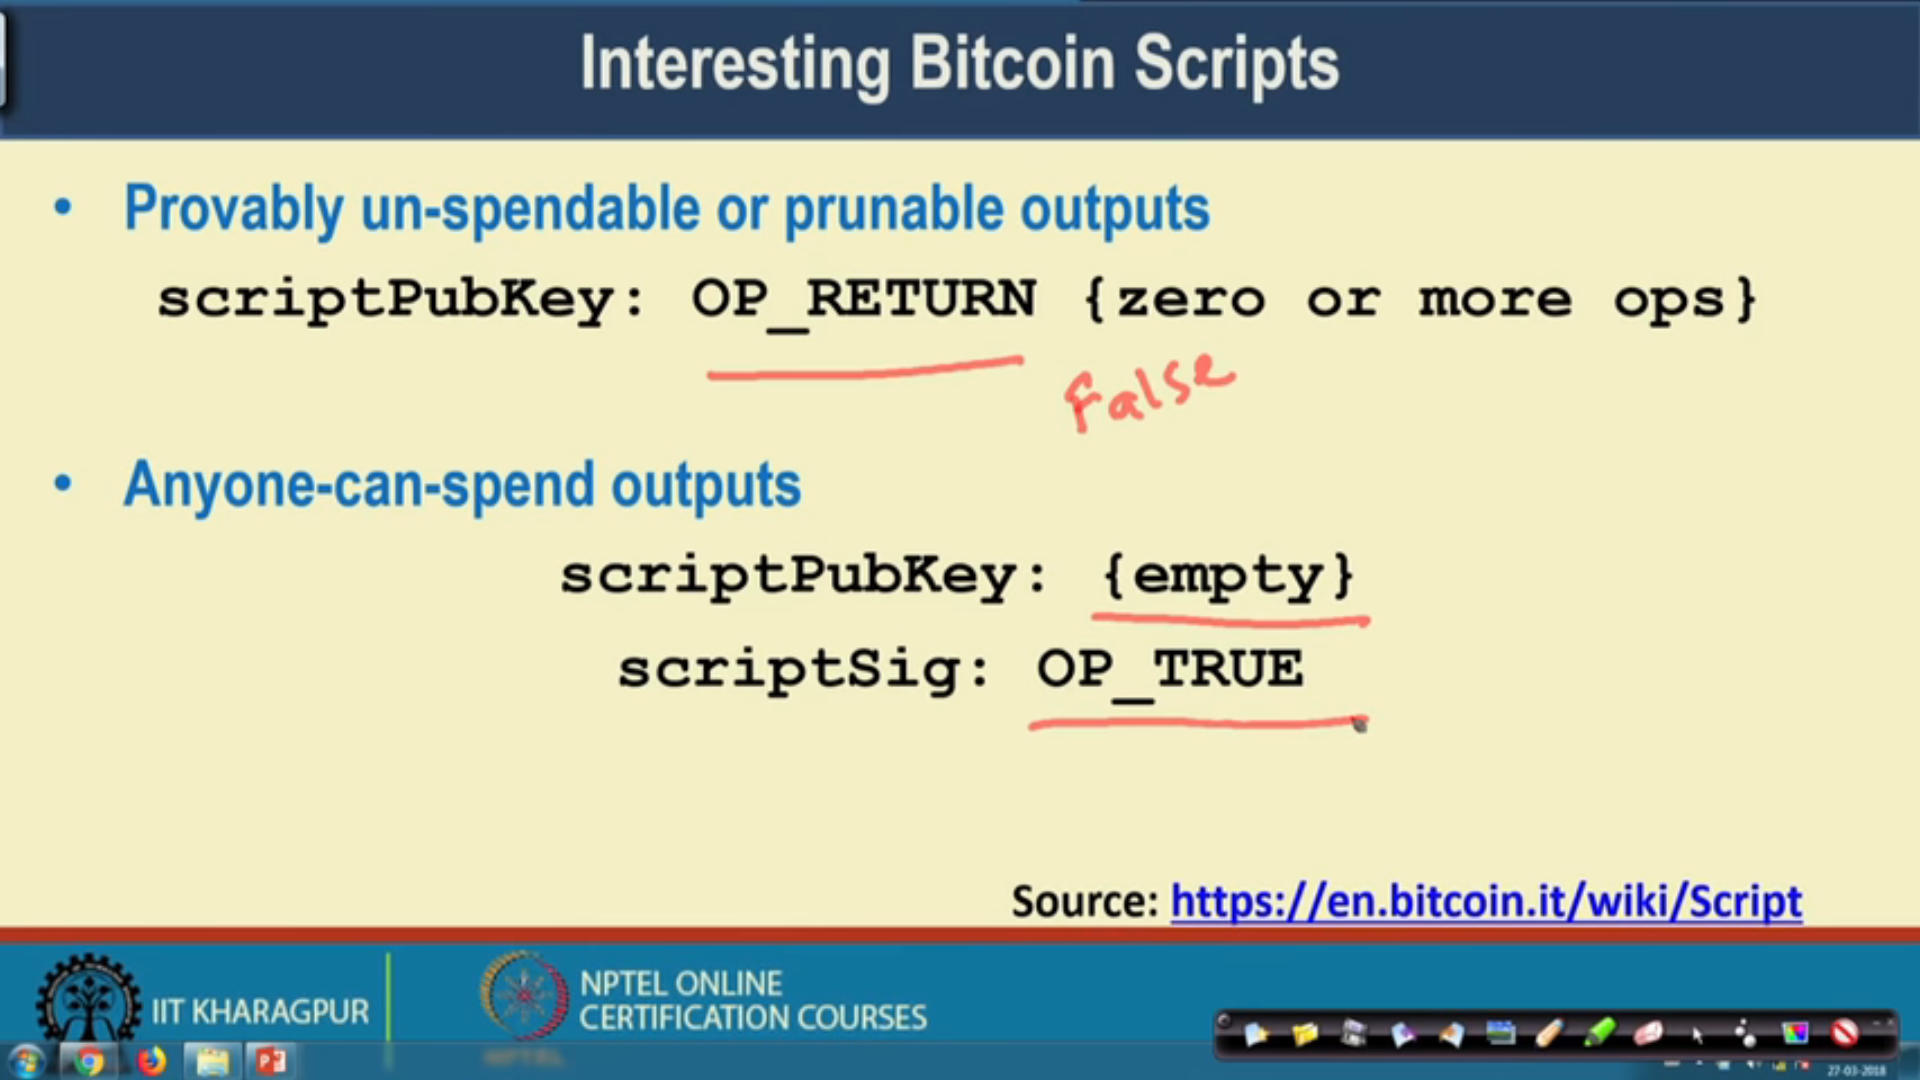 Interesting Bitcoin Scripts
• Provably un-spendable or prunable outputs
scriptPubKey: OP_RETURN {zero or more ops}
False
• Anyone-can-spend outputs
scriptPubKey: {empty}
scriptSig: OP_TRUE
Source: https://en.bitcoin.it/wiki/Script
IIT KHARAGPUR
NPTEL ONLINE
CERTIFICATION COURSES
NPTEL
27-03-2018